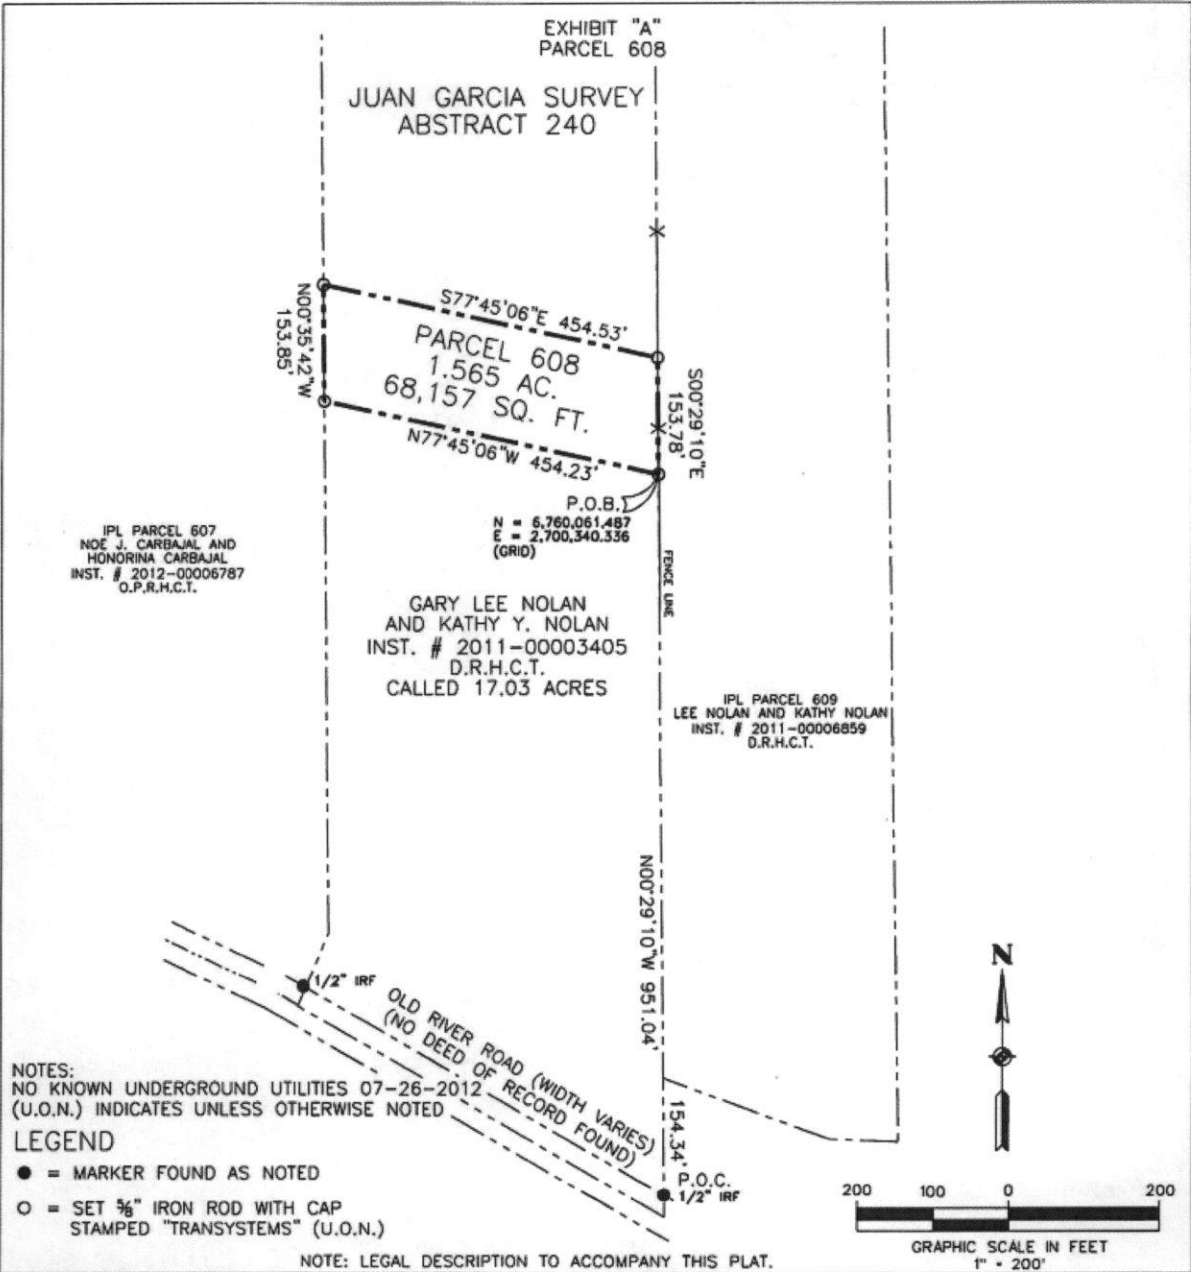 EXHIBIT "A"
PARCEL 608
JUAN GARCIA SURVEY
ABSTRACT 240
S77°45'06"E 454.53'
N00°35'42"W
153.85'
PARCEL 608
1.565 AC.
68,157 SQ. FT.
S00°29'10"E
153.78'
N77°45'06"W 454.23'
P.O.B.
N = 6,760,061.487
E = 2,700,340.336
(GRID)
FENCE LINE
IPL PARCEL 607
NOE J. CARBAJAL AND
HONORINA CARBAJAL
INST. # 2012-00006787
O.P.R.H.C.T.
GARY LEE NOLAN
AND KATHY Y. NOLAN
INST. # 2011-00003405
D.R.H.C.T.
CALLED 17.03 ACRES
IPL PARCEL 609
LEE NOLAN AND KATHY NOLAN
INST. # 2011-00006859
D.R.H.C.T.
N00°29'10"W 951.04'
1/2" IRF
OLD RIVER ROAD (WIDTH VARIES)
(NO DEED OF RECORD FOUND)
154.34'
P.O.C.
1/2" IRF
N
NOTES:
NO KNOWN UNDERGROUND UTILITIES 07-26-2012
(U.O.N.) INDICATES UNLESS OTHERWISE NOTED
LEGEND
● = MARKER FOUND AS NOTED
○ = SET 5/8" IRON ROD WITH CAP
STAMPED "TRANSYSTEMS" (U.O.N.)
200 100 0 200
GRAPHIC SCALE IN FEET
1" - 200'
NOTE: LEGAL DESCRIPTION TO ACCOMPANY THIS PLAT.